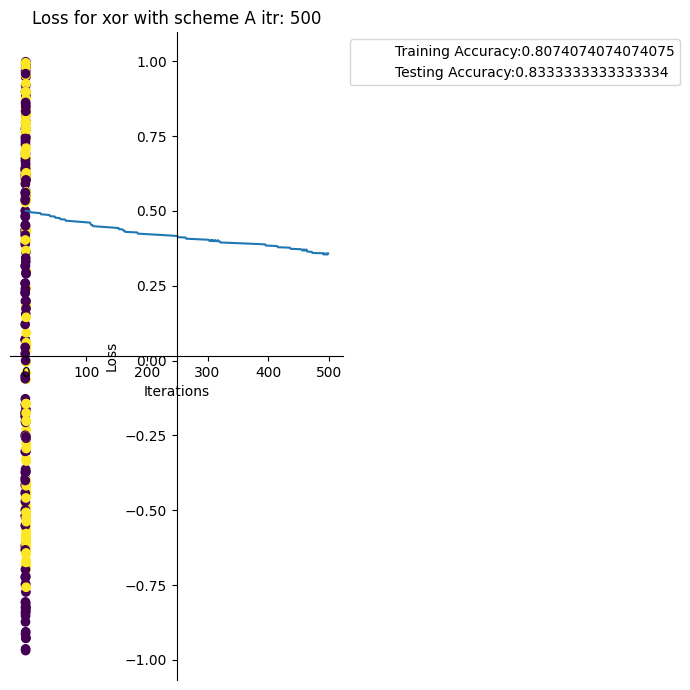 Loss for xor with scheme A itr: 500
Training Accuracy:0.8074074074074075
Testing Accuracy:0.8333333333333334
1.00
0.75
0.50
0.25
0.00
−0.25
−0.50
−0.75
−1.00
Loss
0 100 200 300 400 500
Iterations